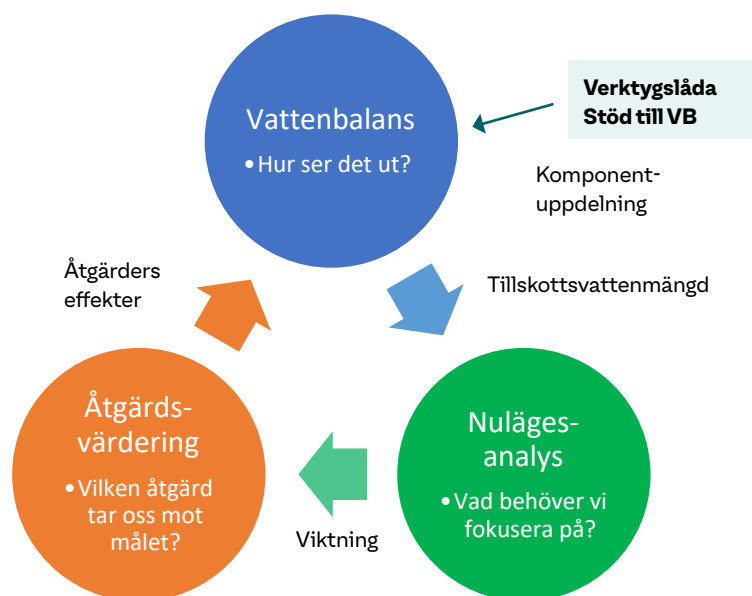 Vattenbalans
• Hur ser det ut?
Verktygslåda
Stöd till VB
Komponent-
uppdelning
Åtgärders
effekter
Tillskottsvattenmängd
Åtgärds-
värdering
• Vilken åtgärd
tar oss mot
målet?
Viktning
Nuläges-
analys
• Vad behöver vi
fokusera på?